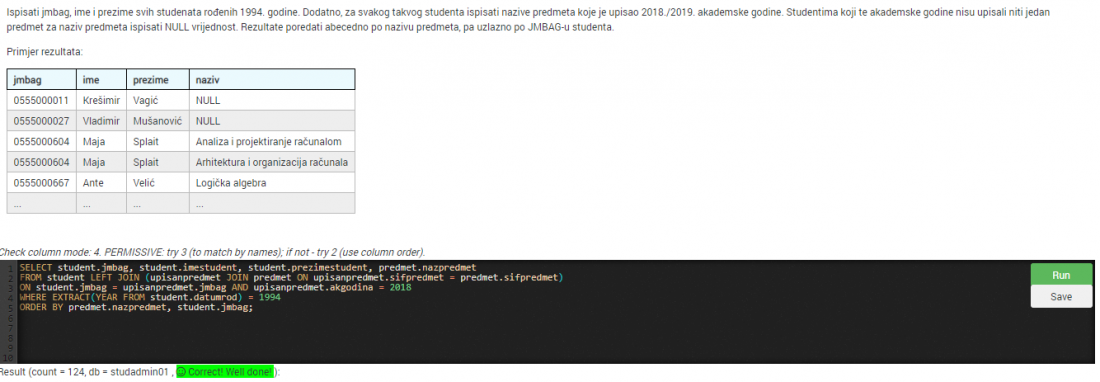 Ispisati jmbag, ime i prezime svih studenata rođenih 1994. godine. Dodatno, za svakog takvog studenta ispisati nazive predmeta koje je upisao 2018./2019. akademske godine. Studentima koji te akademske godine nisu upisali niti jedan
predmet za naziv predmeta ispisati NULL vrijednost. Rezultate poredati abecedno po nazivu predmeta, pa uzlazno po JMBAG-u studenta.
Primjer rezultata:
jmbag ime prezime naziv
0555000011 Krešimir Vagić NULL
0555000027 Vladimir Mušanović NULL
0555000604 Maja Splait Analiza i projektiranje računalom
0555000604 Maja Splait Arhitektura i organizacija računala
0555000667 Ante Velić Logička algebra
... ... ... ...
Check column mode: 4. PERMISSIVE: try 3 (to match by names); if not - try 2 (use column order).
1 SELECT student.jmbag, student.imestudent, student.prezimestudent, predmet.nazpredmet
2 FROM student LEFT JOIN (upisanpredmet JOIN predmet ON upisanpredmet.sifpredmet = predmet.sifpredmet)
3 ON student.jmbag = upisanpredmet.jmbag AND upisanpredmet.akgodina = 2018
4 WHERE EXTRACT(YEAR FROM student.datumrod) = 1994
5 ORDER BY predmet.nazpredmet, student.jmbag;
6
7
8
9
10
Run
Save
Result (count = 124, db = studadmin01 , Correct! Well done! ):